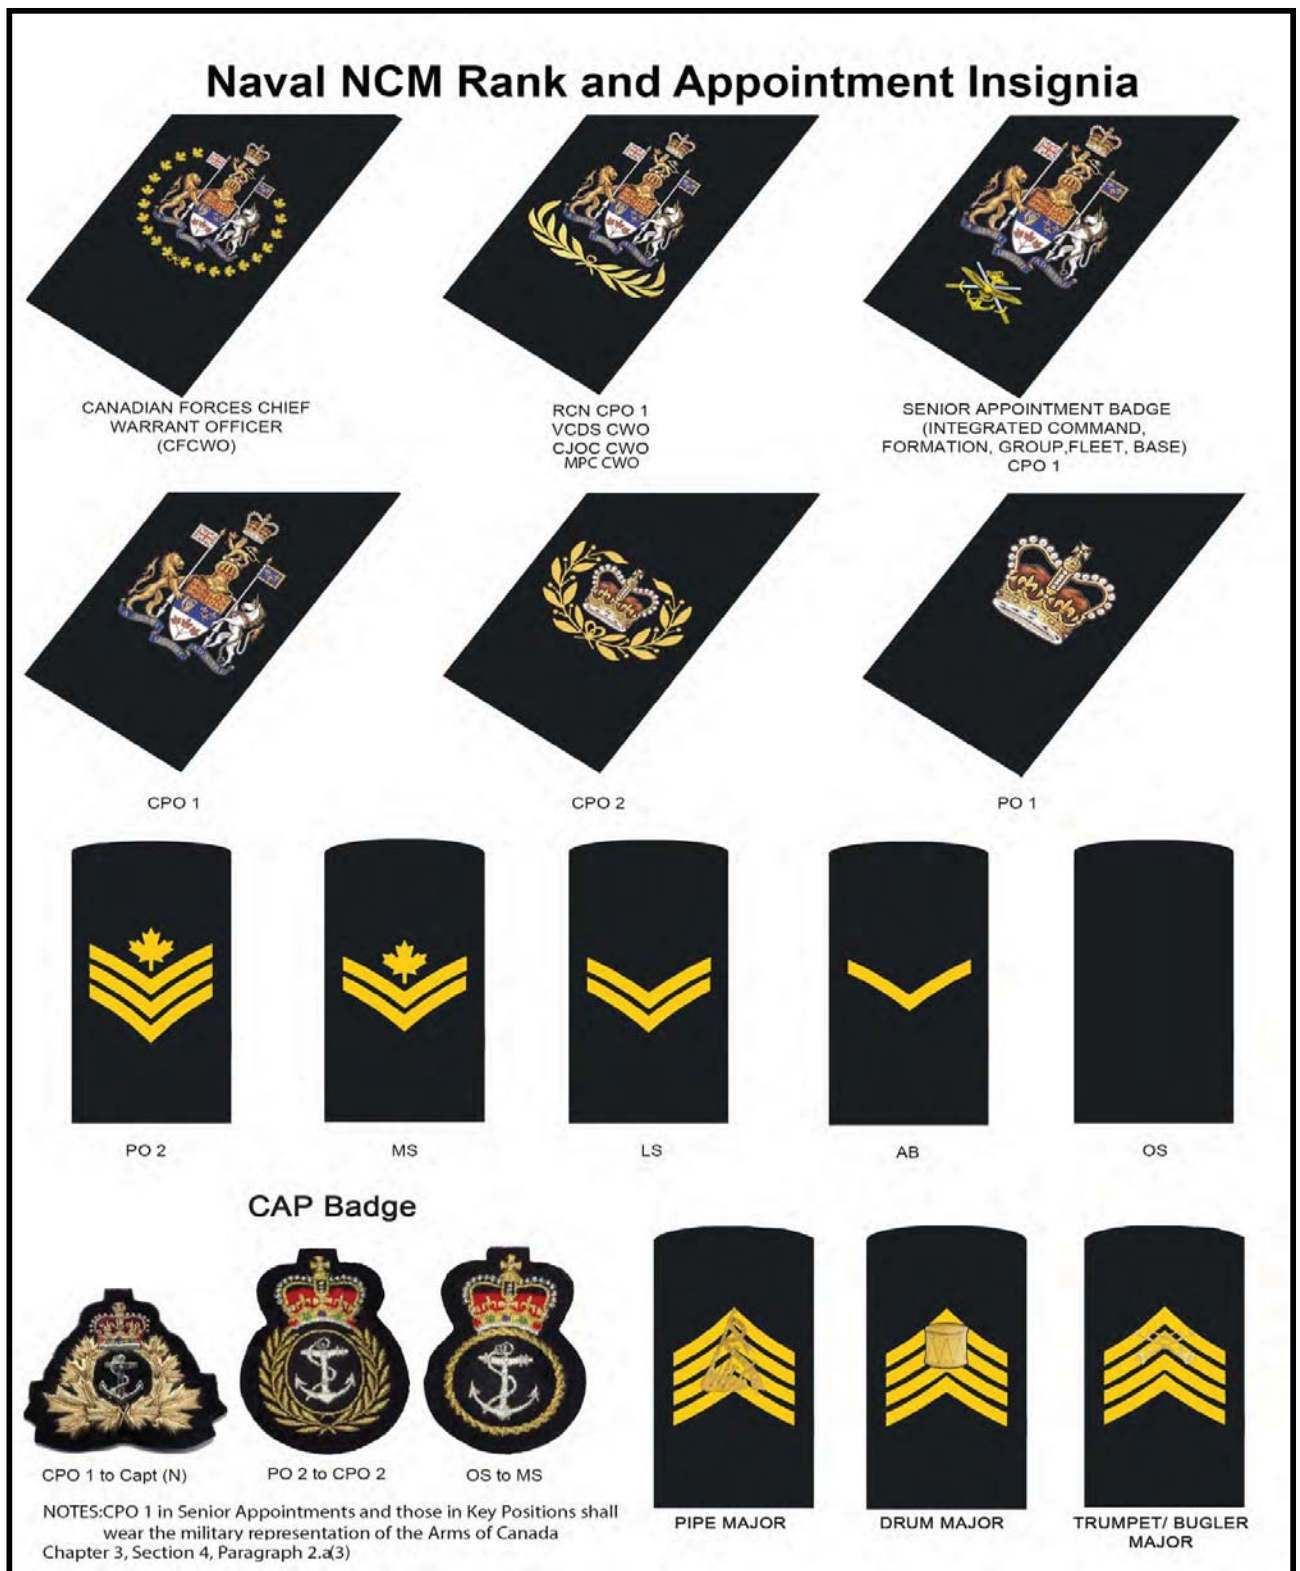 Naval NCM Rank and Appointment Insignia
CANADIAN FORCES CHIEF
WARRANT OFFICER
(CFCWO)
RCN CPO 1
VCDS CWO
CJOC CWO
MPC CWO
SENIOR APPOINTMENT BADGE
(INTEGRATED COMMAND,
FORMATION, GROUP,FLEET, BASE)
CPO 1
CPO 1
CPO 2
PO 1
PO 2
MS
LS
AB
OS
CAP Badge
CPO 1 to Capt (N)
PO 2 to CPO 2
OS to MS
NOTES:CPO 1 in Senior Appointments and those in Key Positions shall
wear the military representation of the Arms of Canada
Chapter 3, Section 4, Paragraph 2.a(3)
PIPE MAJOR
DRUM MAJOR
TRUMPET/ BUGLER
MAJOR